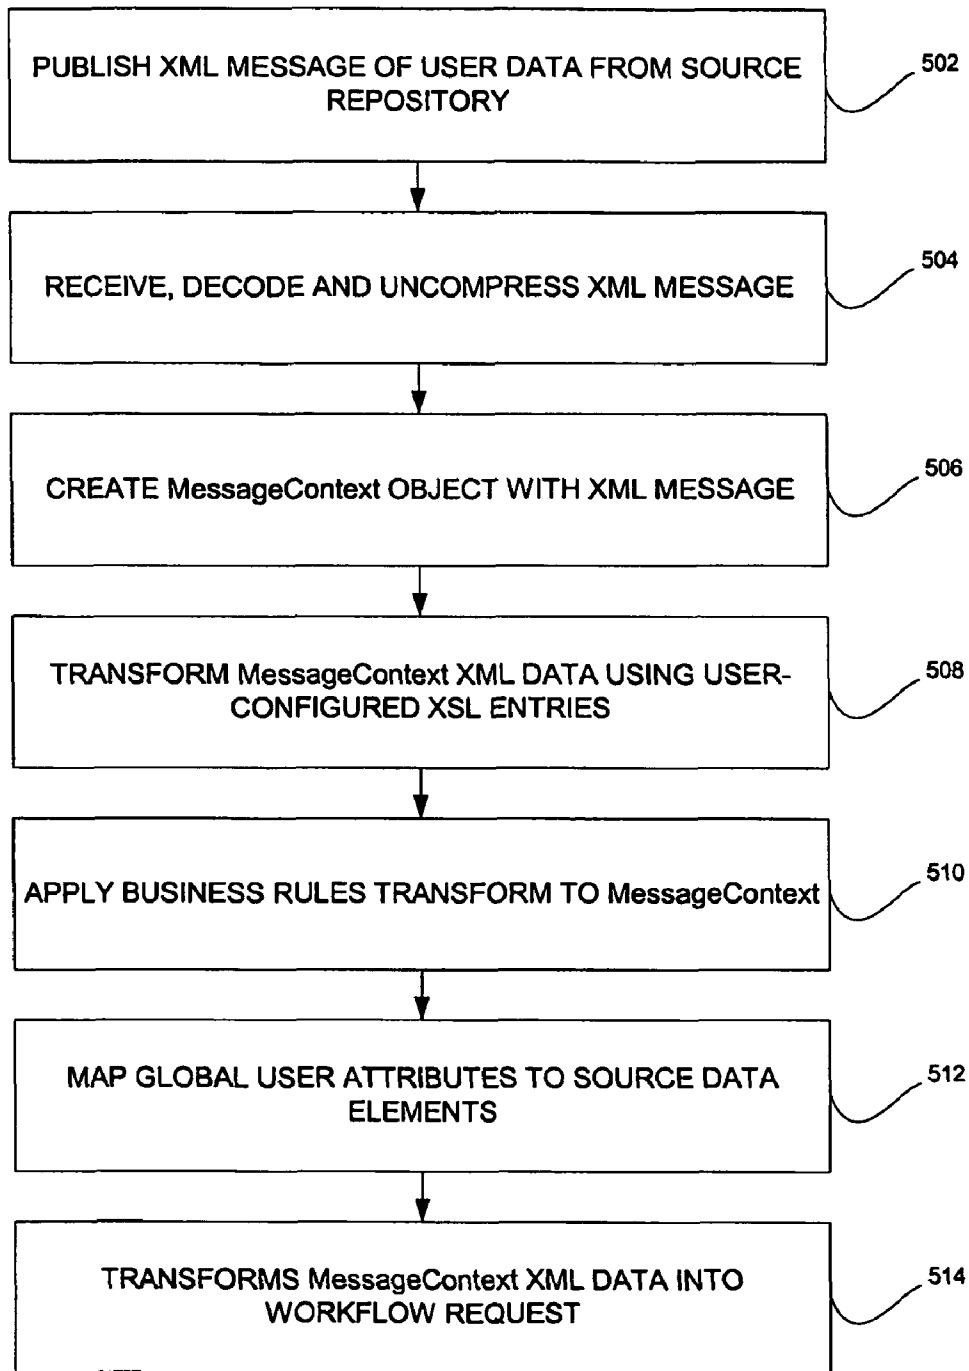 PUBLISH XML MESSAGE OF USER DATA FROM SOURCE
REPOSITORY
502
RECEIVE, DECODE AND UNCOMPRESS XML MESSAGE
504
CREATE MessageContext OBJECT WITH XML MESSAGE
506
TRANSFORM MessageContext XML DATA USING USER-
CONFIGURED XSL ENTRIES
508
APPLY BUSINESS RULES TRANSFORM TO MessageContext
510
MAP GLOBAL USER ATTRIBUTES TO SOURCE DATA
ELEMENTS
512
TRANSFORMS MessageContext XML DATA INTO
WORKFLOW REQUEST
514